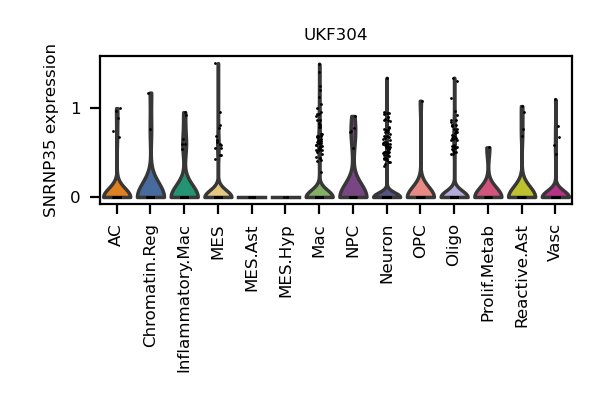 UKF304
SNRNP35 expression
1
0
AC
Chromatin.Reg
Inflammatory.Mac
MES
MES.Ast
MES.Hyp
Mac
NPC
Neuron
OPC
Oligo
Prolif.Metab
Reactive.Ast
Vasc